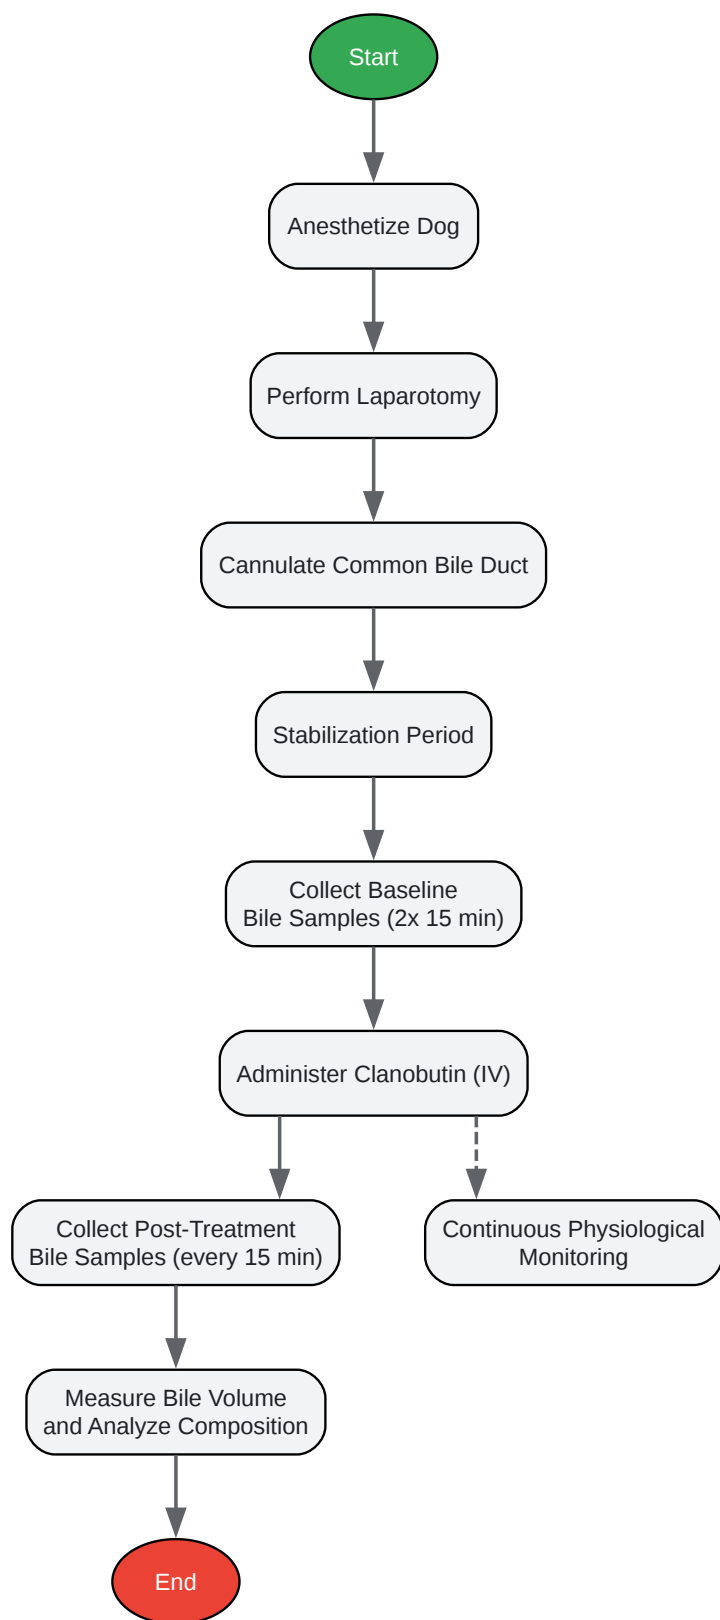 Start
Anesthetize Dog
Perform Laparotomy
Cannulate Common Bile Duct
Stabilization Period
Collect Baseline
Bile Samples (2x 15 min)
Administer Clanobutin (IV)
Collect Post-Treatment
Bile Samples (every 15 min)
Continuous Physiological
Monitoring
Measure Bile Volume
and Analyze Composition
End